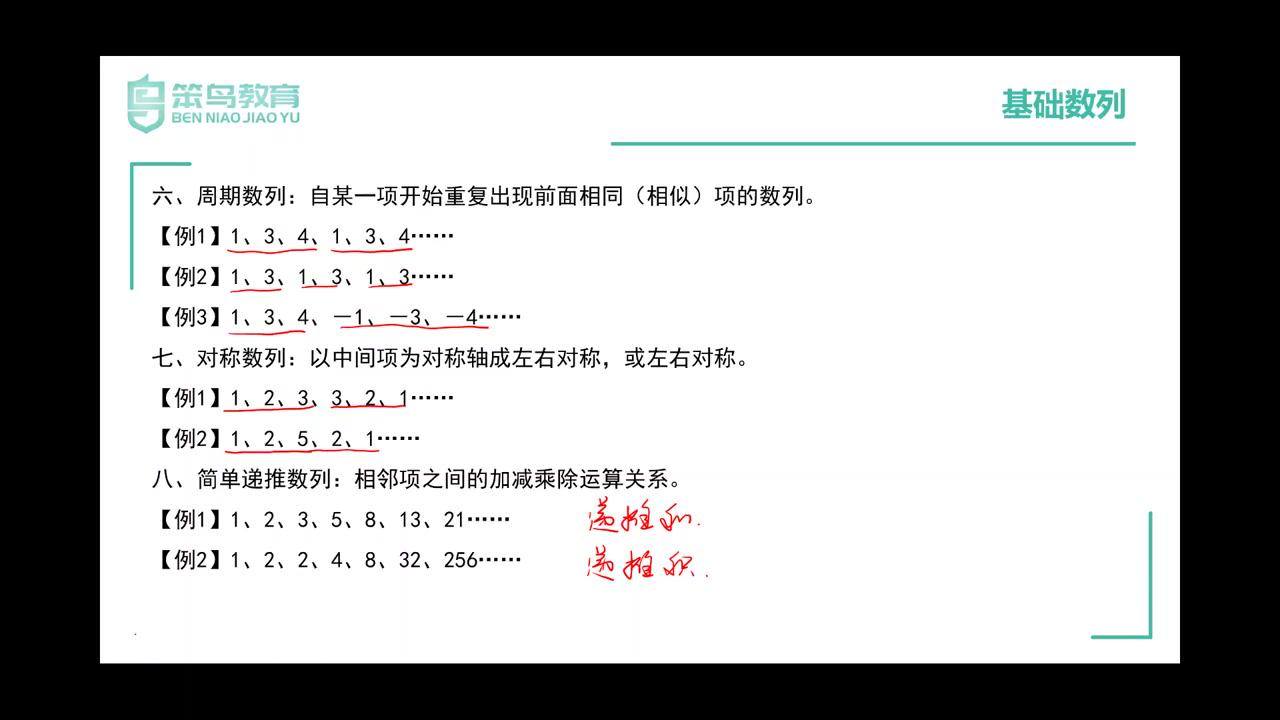 笨鸟教育
BEN NIAO JIAO YU
基础数列
六、周期数列：自某一项开始重复出现前面相同（相似）项的数列。
【例1】1、3、4、1、3、4……
【例2】1、3、1、3、1、3……
【例3】1、3、4、－1、－3、－4……
七、对称数列：以中间项为对称轴成左右对称，或左右对称。
【例1】1、2、3、3、2、1……
【例2】1、2、5、2、1……
八、简单递推数列：相邻项之间的加减乘除运算关系。
【例1】1、2、3、5、8、13、21…… 递推和.
【例2】1、2、2、4、8、32、256…… 递推积.